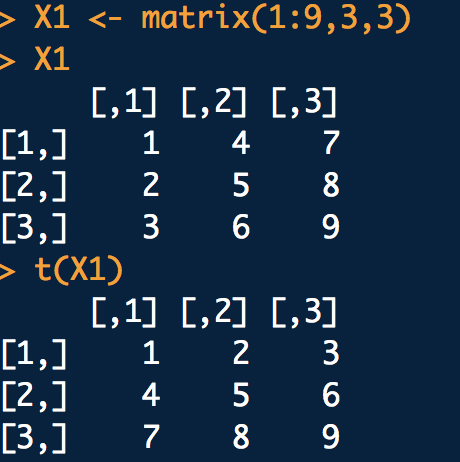 > X1 <- matrix(1:9,3,3)
> X1
     [,1] [,2] [,3]
[1,]    1    4    7
[2,]    2    5    8
[3,]    3    6    9
> t(X1)
     [,1] [,2] [,3]
[1,]    1    2    3
[2,]    4    5    6
[3,]    7    8    9